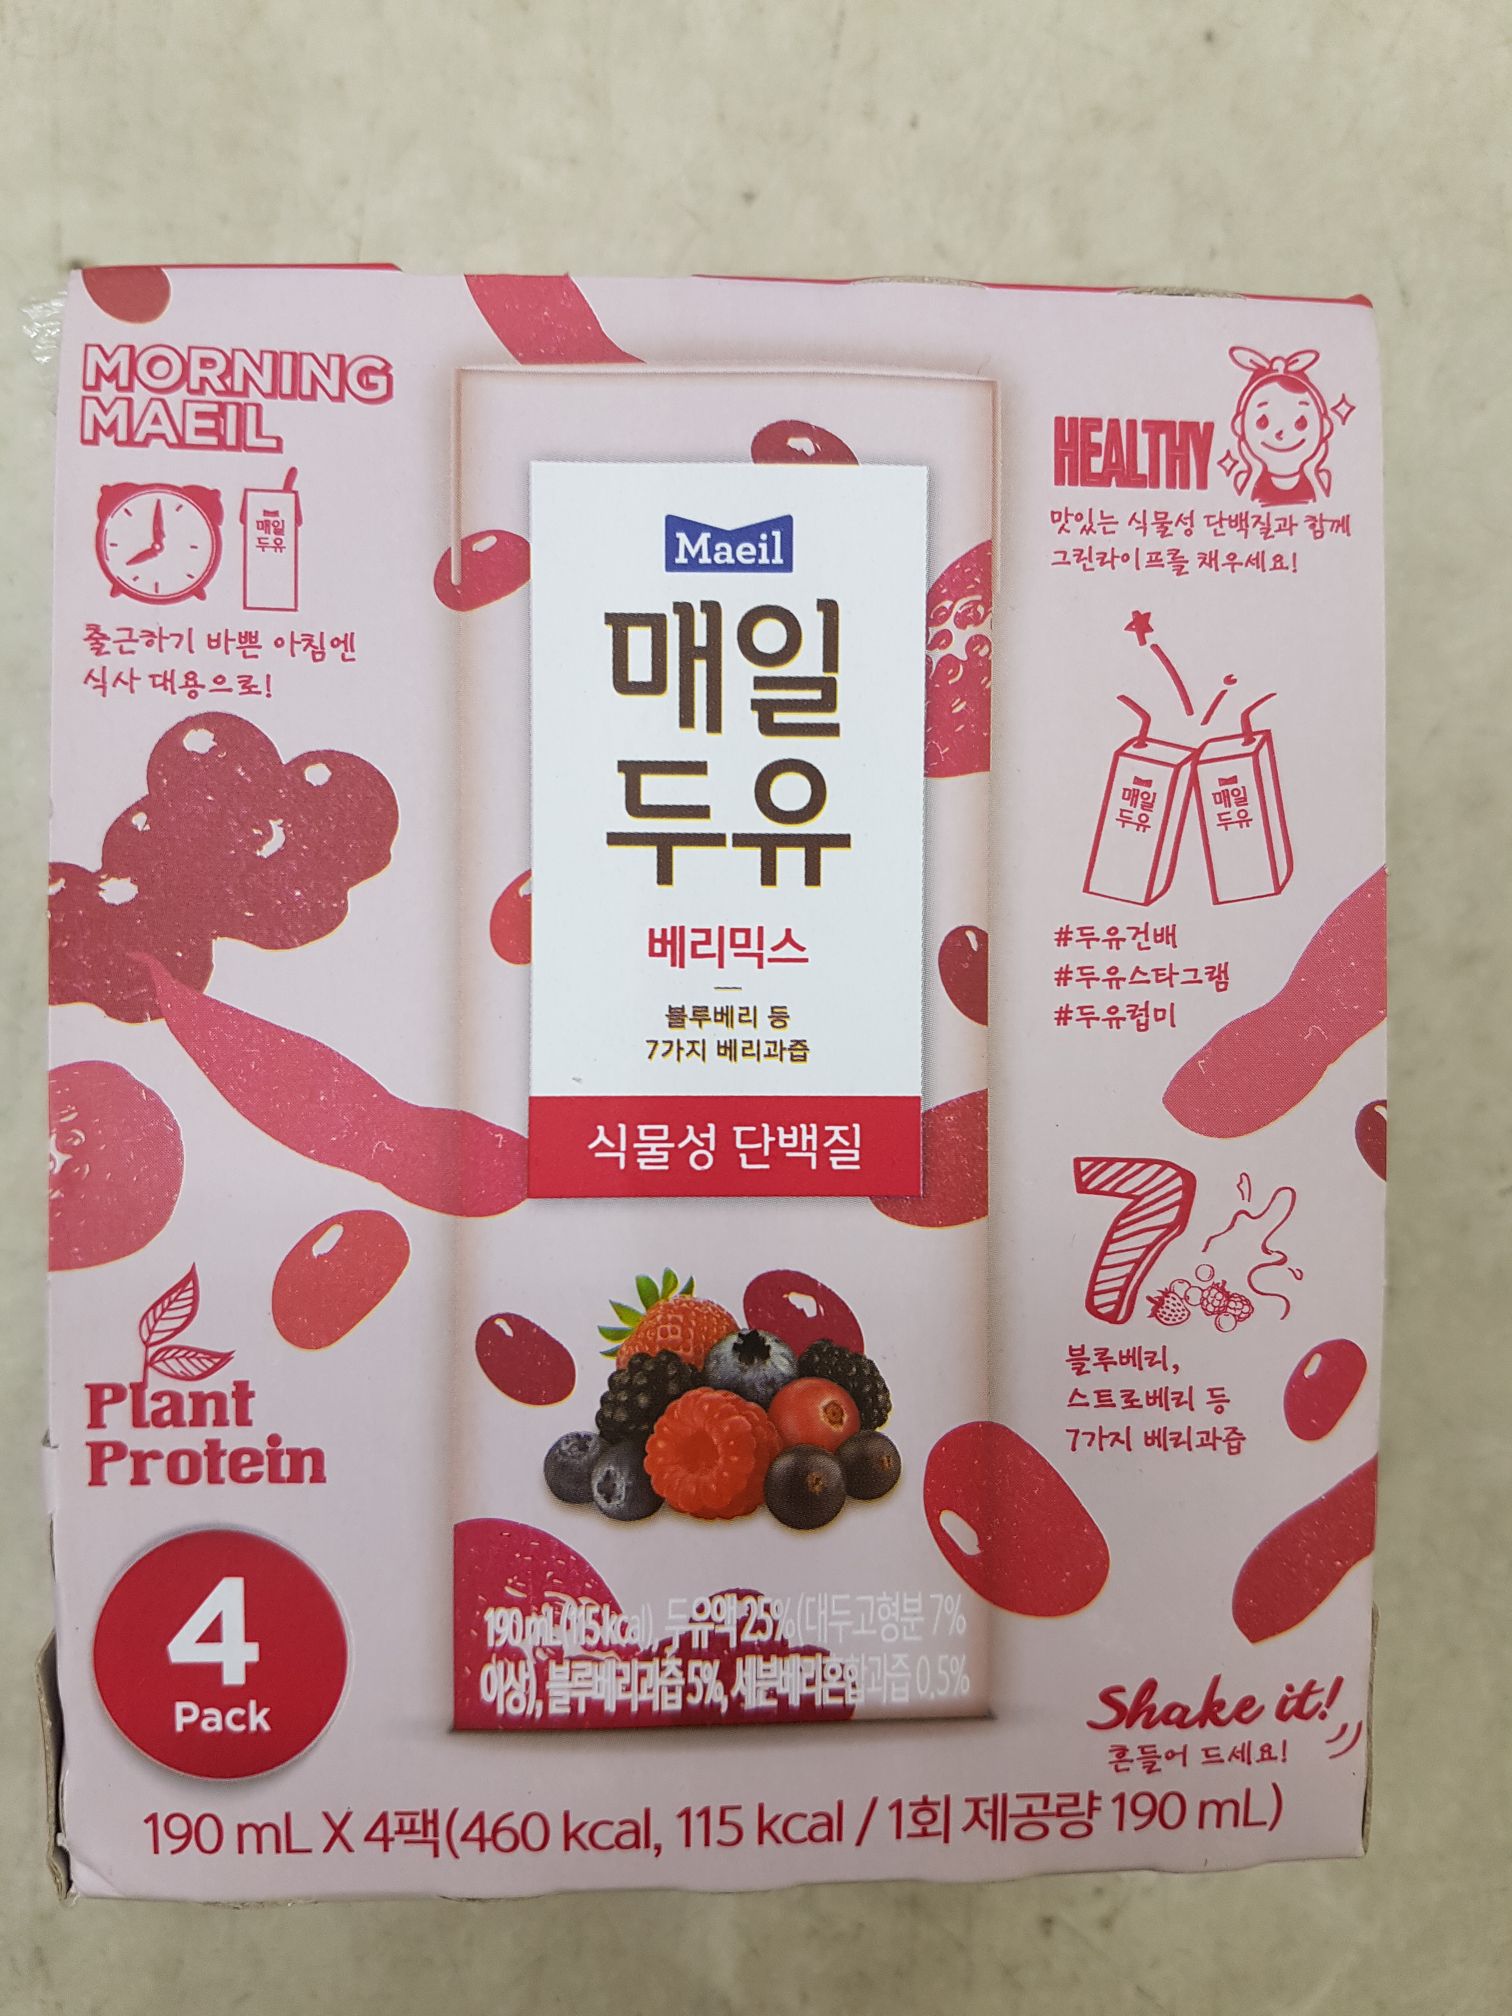 MORNING
MAEIL
매일
두유
출근하기 바쁜 아침엔
식사 대용으로!
Maeil
매일
두유
베리믹스
블루베리 등
7가지 베리과즙
식물성 단백질
HEALTHY
맛있는 식물성 단백질과 함께
그린라이프를 채우세요!
매일
두유
매일
두유
#두유건배
#두유스타그램
#두유럽미
7
블루베리,
스트로베리 등
7가지 베리과즙
Plant
Protein
4
Pack
190 mL(115 kcal), 두유액 25%(대두고형분 7%
이상), 블루베리과즙 5%, 세븐베리혼합과즙 0.5%
Shake it!
흔들어 드세요!
190 mL X 4팩(460 kcal, 115 kcal / 1회 제공량 190 mL)